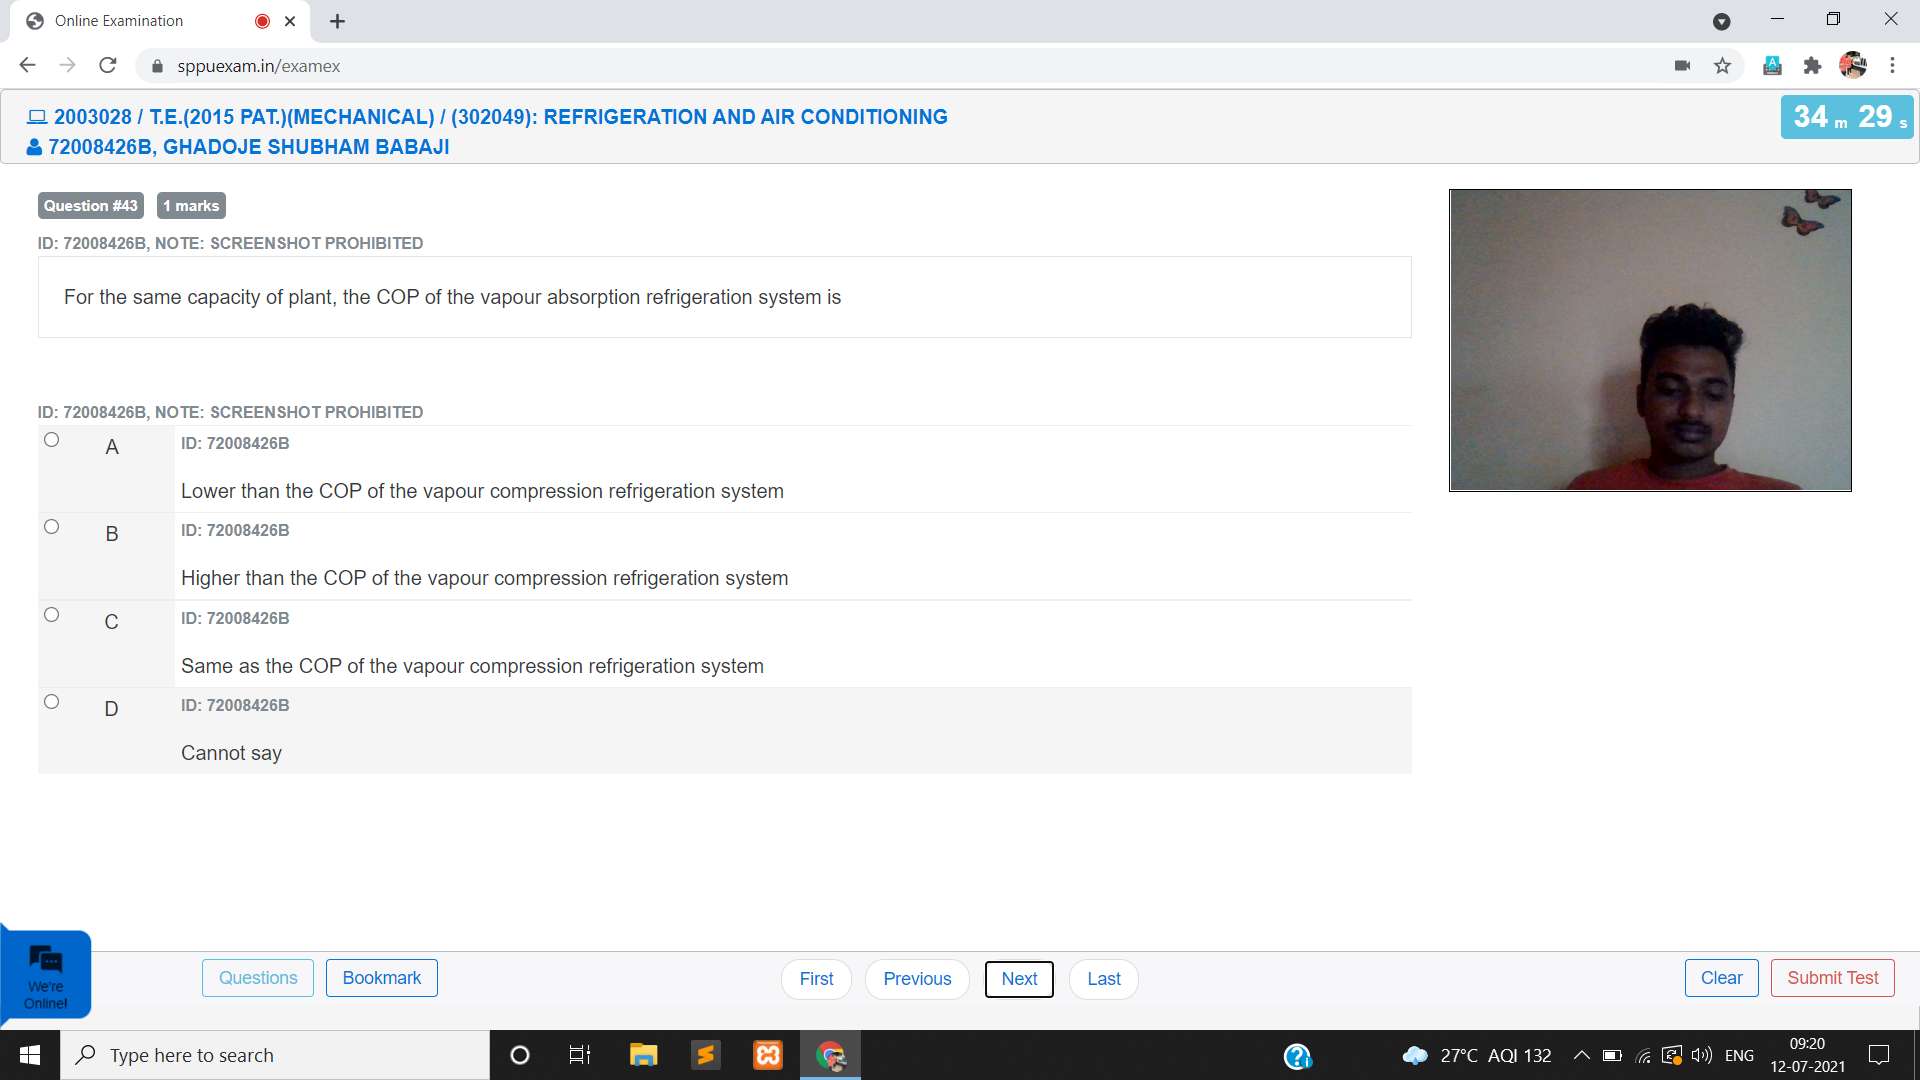 Online Examination
sppuexam.in/examex
2003028 / T.E.(2015 PAT.)(MECHANICAL) / (302049): REFRIGERATION AND AIR CONDITIONING
34 m 29 s
72008426B, GHADOJE SHUBHAM BABAJI
Question #43 1 marks
ID: 72008426B, NOTE: SCREENSHOT PROHIBITED
For the same capacity of plant, the COP of the vapour absorption refrigeration system is
ID: 72008426B, NOTE: SCREENSHOT PROHIBITED
A ID: 72008426B
Lower than the COP of the vapour compression refrigeration system
B ID: 72008426B
Higher than the COP of the vapour compression refrigeration system
C ID: 72008426B
Same as the COP of the vapour compression refrigeration system
D ID: 72008426B
Cannot say
We're
Online!
Questions Bookmark First Previous Next Last Clear Submit Test
Type here to search
27°C AQI 132 ENG
09:20
12-07-2021